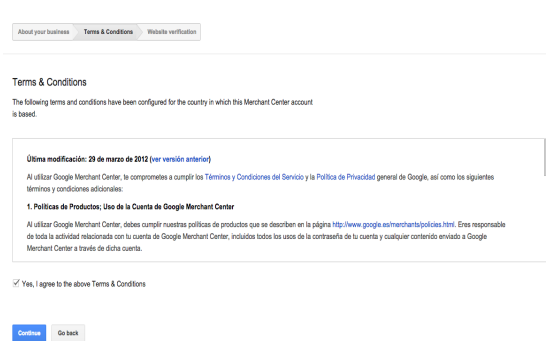 About your business Terms & Conditions Website verification
Terms & Conditions
The following terms and conditions have been configured for the country in which this Merchant Center account
is based.
Última modificación: 29 de marzo de 2012 (ver versión anterior)
Al utilizar Google Merchant Center, te comprometes a cumplir los Términos y Condiciones del Servicio y la Política de Privacidad general de Google, así como los siguientes
términos y condiciones adicionales:
1. Políticas de Productos; Uso de la Cuenta de Google Merchant Center
Al utilizar Google Merchant Center, debes cumplir nuestras políticas de productos que se describen en la página http://www.google.es/merchants/policies.html. Eres responsable
de toda la actividad relacionada con tu cuenta de Google Merchant Center, incluidos todos los usos de la contraseña de tu cuenta y cualquier contenido enviado a Google
Merchant Center a través de dicha cuenta.
Yes, I agree to the above Terms & Conditions
Continue Go back